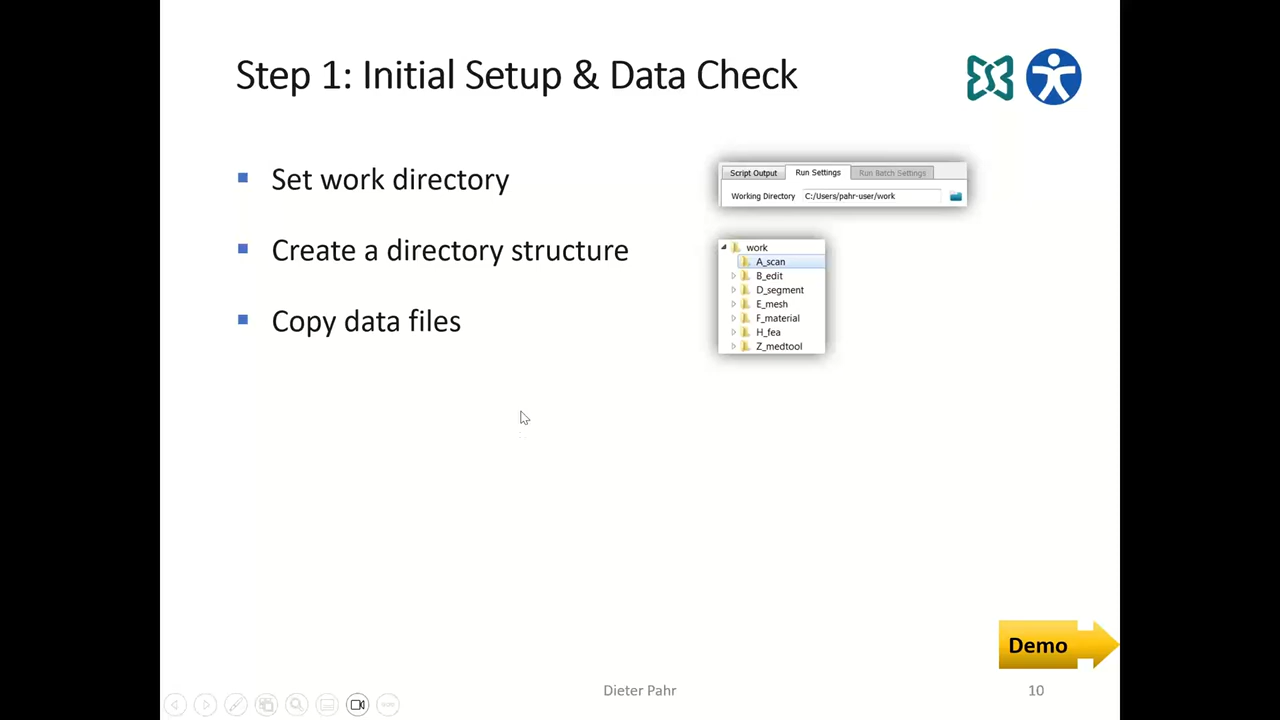 Step 1: Initial Setup & Data Check
Set work directory
Script Output Run Settings Run Batch Settings
Working Directory C:/Users/pahr-user/work
Create a directory structure
work
A_scan
B_edit
D_segment
E_mesh
F_material
H_fea
Z_medtool
Copy data files
Demo
Dieter Pahr
10